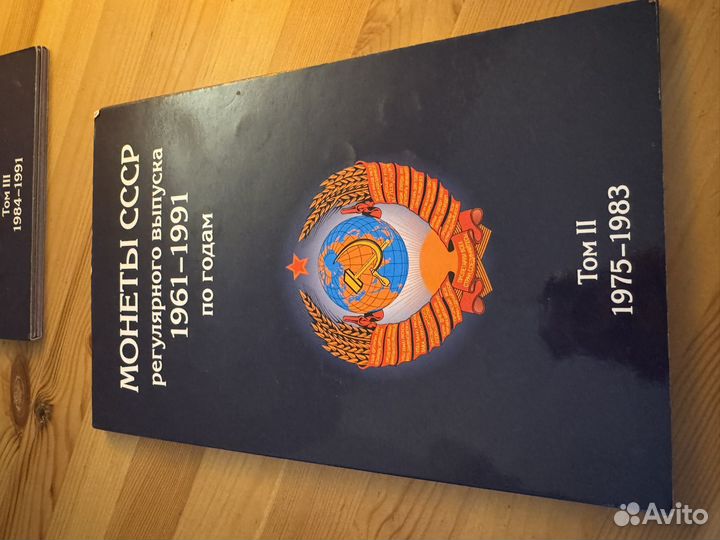 МОНЕТЫ СССР
регулярного выпуска
1961–1991
по годам
Том II
1975–1983
Том III
1984–1991
Avito